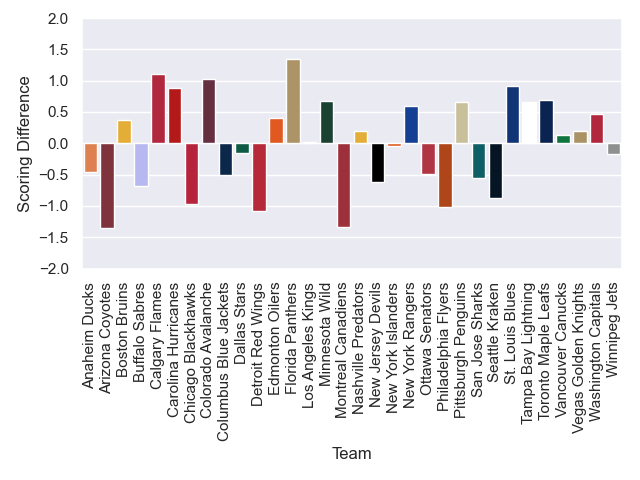 2.0
1.5
1.0
0.5
0.0
−0.5
−1.0
−1.5
−2.0
Scoring Difference
Anaheim Ducks
Arizona Coyotes
Boston Bruins
Buffalo Sabres
Calgary Flames
Carolina Hurricanes
Chicago Blackhawks
Colorado Avalanche
Columbus Blue Jackets
Dallas Stars
Detroit Red Wings
Edmonton Oilers
Florida Panthers
Los Angeles Kings
Minnesota Wild
Montreal Canadiens
Nashville Predators
New Jersey Devils
New York Islanders
New York Rangers
Ottawa Senators
Philadelphia Flyers
Pittsburgh Penguins
San Jose Sharks
Seattle Kraken
St. Louis Blues
Tampa Bay Lightning
Toronto Maple Leafs
Vancouver Canucks
Vegas Golden Knights
Washington Capitals
Winnipeg Jets
Team